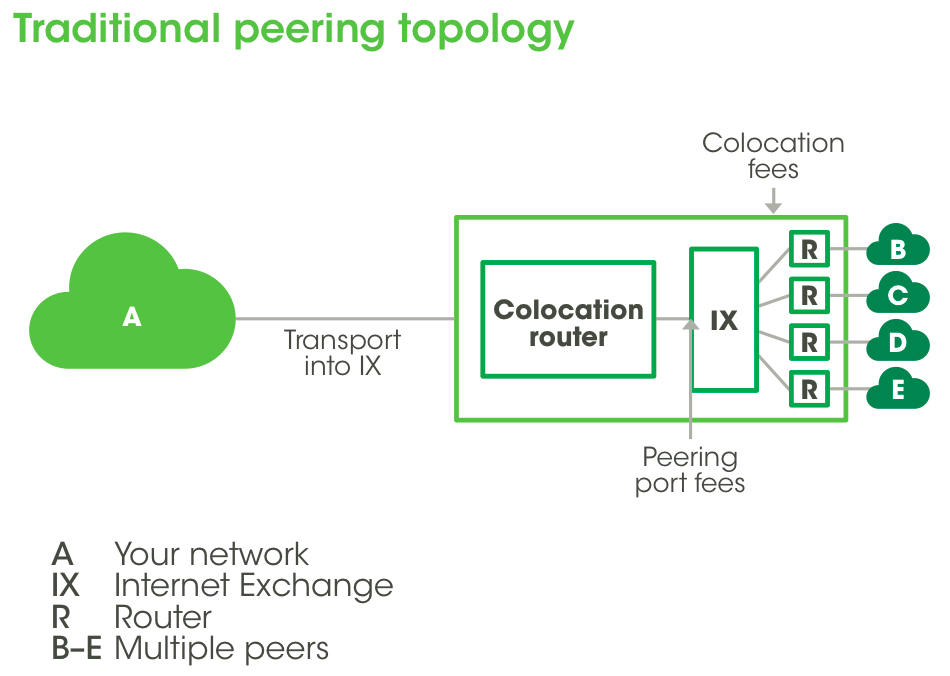 Traditional peering topology
Colocation
fees
A
Transport
into IX
Colocation
router
IX
R
R
R
R
B
C
D
E
Peering
port fees
A Your network
IX Internet Exchange
R Router
B–E Multiple peers